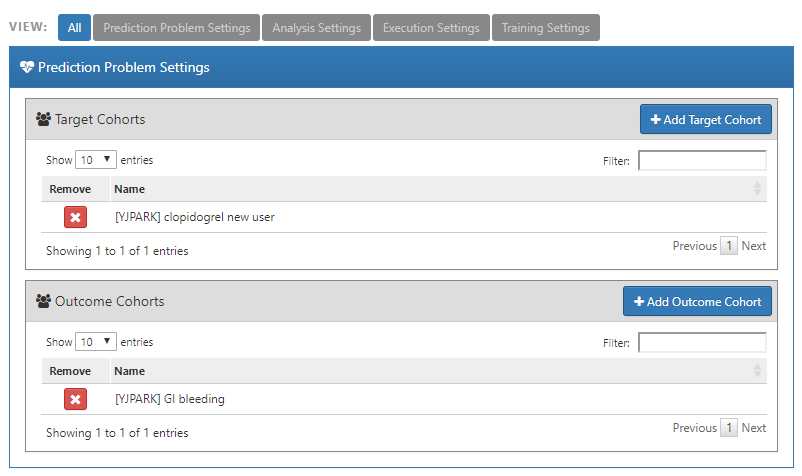 VIEW: All Prediction Problem Settings Analysis Settings Execution Settings Training Settings
Prediction Problem Settings
Target Cohorts Add Target Cohort
Show 10 entries Filter:
Remove Name
[YJPARK] clopidogrel new user
Showing 1 to 1 of 1 entries Previous 1 Next
Outcome Cohorts Add Outcome Cohort
Show 10 entries Filter:
Remove Name
[YJPARK] GI bleeding
Showing 1 to 1 of 1 entries Previous 1 Next